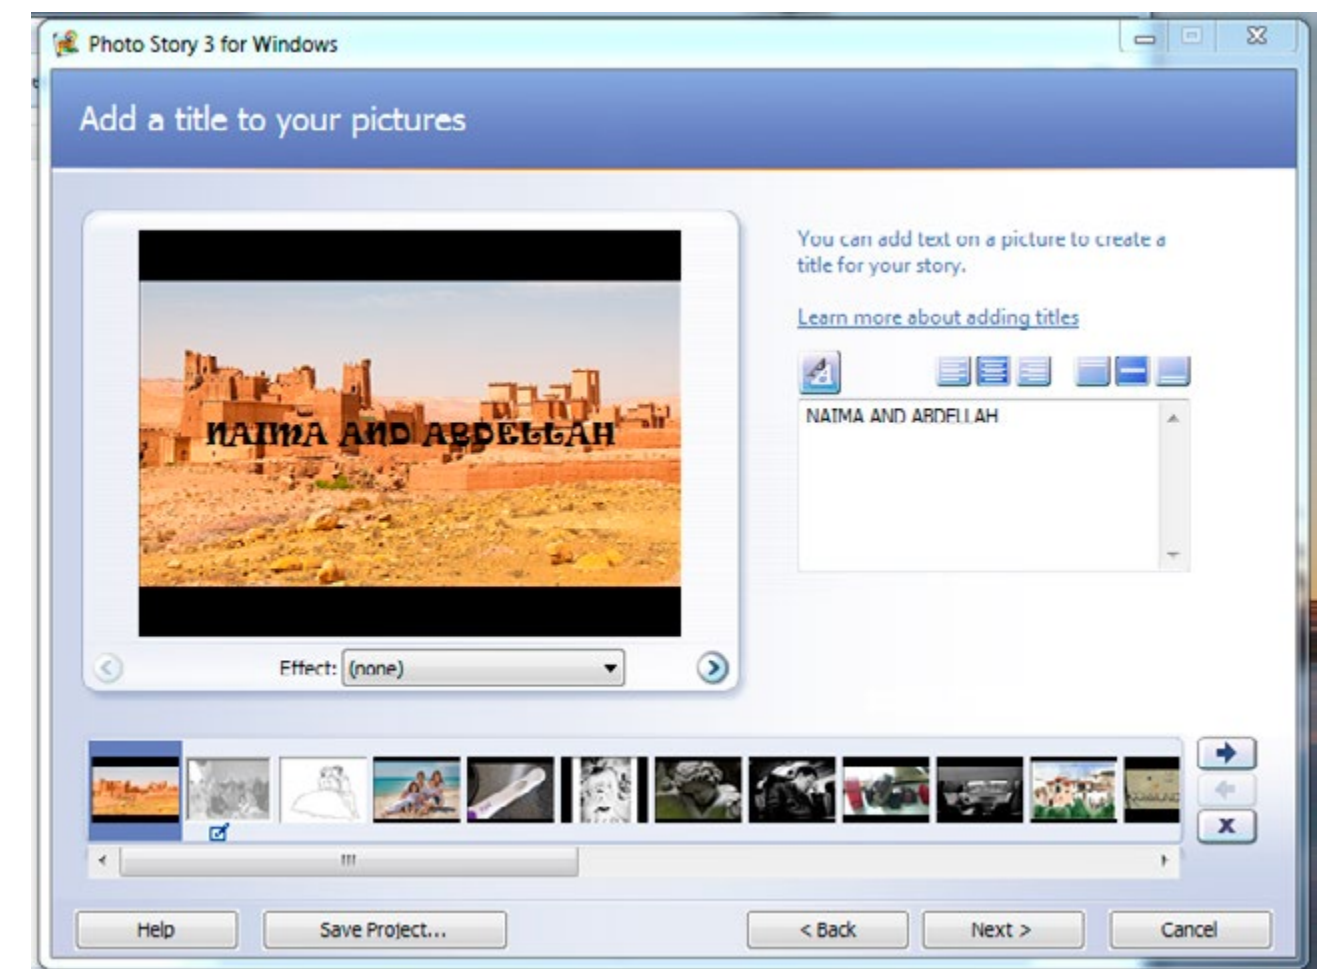 Photo Story 3 for Windows
Add a title to your pictures
NAIMA AND ABDELLAH
Effect: (none)
You can add text on a picture to create a
title for your story.
Learn more about adding titles
NAIMA AND ABDELLAH
Help
Save Project...
< Back
Next >
Cancel